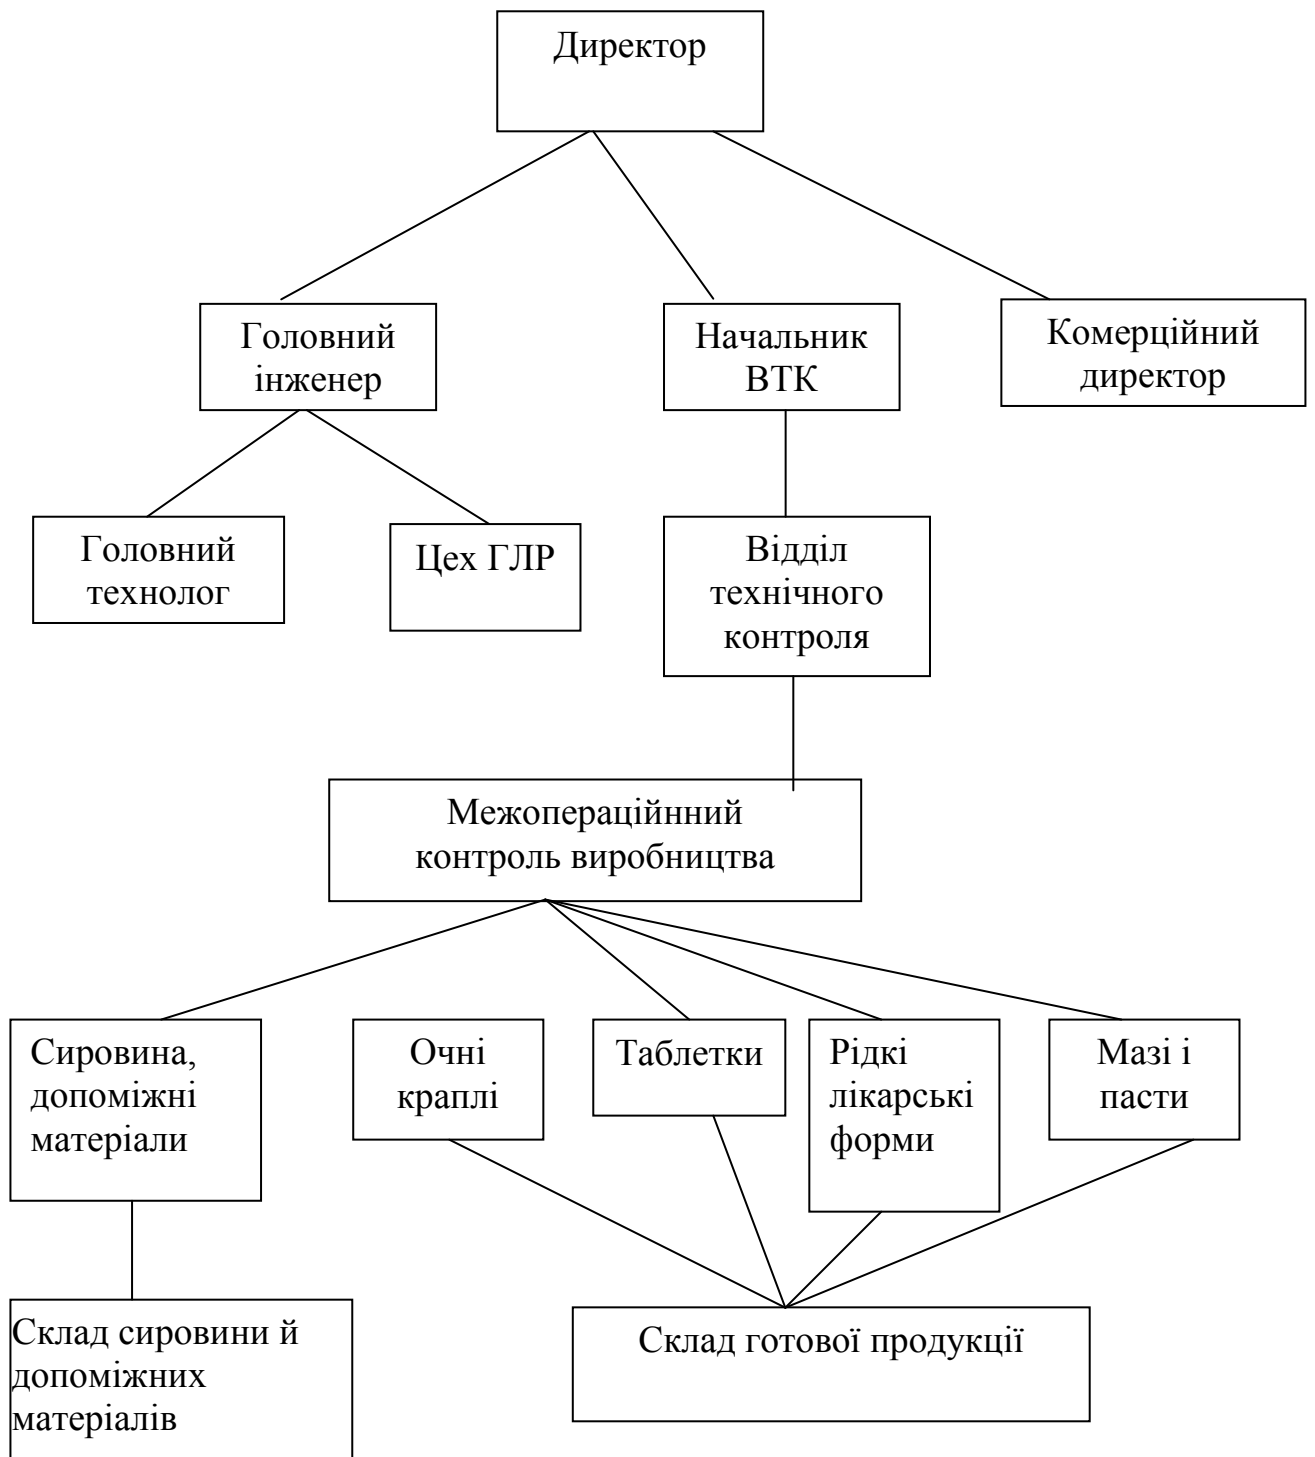 Директор
Головний
інженер
Начальник
ВТК
Комерційний
директор
Головний
технолог
Цех ГЛР
Відділ
технічного
контроля
Межопераційнний
контроль виробництва
Сировина,
допоміжні
матеріали
Очні
краплі
Таблетки
Рідкі
лікарські
форми
Мазі і
пасти
Склад сировини й
допоміжних
матеріалів
Склад готової продукції